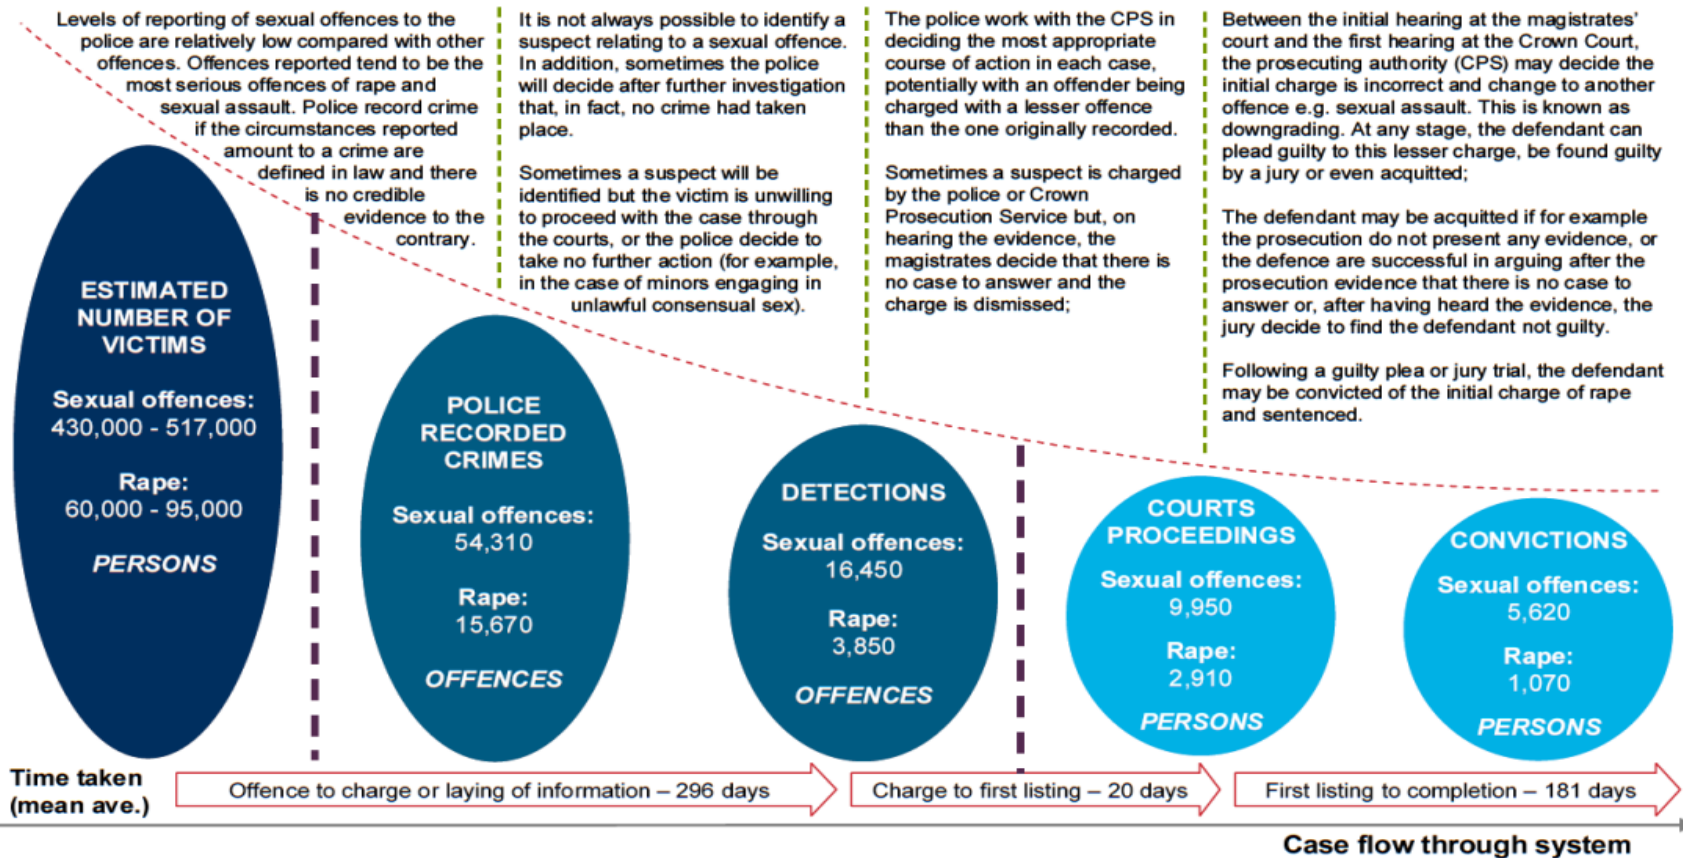 Levels of reporting of sexual offences to the
police are relatively low compared with other
offences. Offences reported tend to be the
most serious offences of rape and
sexual assault. Police record crime
if the circumstances reported
amount to a crime are
defined in law and there
is no credible
evidence to the
contrary.
It is not always possible to identify a
suspect relating to a sexual offence.
In addition, sometimes the police
will decide after further investigation
that, in fact, no crime had taken
place.
Sometimes a suspect will be
identified but the victim is unwilling
to proceed with the case through
the courts, or the police decide to
take no further action (for example,
in the case of minors engaging in
unlawful consensual sex).
The police work with the CPS in
deciding the most appropriate
course of action in each case,
potentially with an offender being
charged with a lesser offence
than the one originally recorded.
Sometimes a suspect is charged
by the police or Crown
Prosecution Service but, on
hearing the evidence, the
magistrates decide that there is
no case to answer and the
charge is dismissed;
Between the initial hearing at the magistrates'
court and the first hearing at the Crown Court,
the prosecuting authority (CPS) may decide the
initial charge is incorrect and change to another
offence e.g. sexual assault. This is known as
downgrading. At any stage, the defendant can
plead guilty to this lesser charge, be found guilty
by a jury or even acquitted;
The defendant may be acquitted if for example
the prosecution do not present any evidence, or
the defence are successful in arguing after the
prosecution evidence that there is no case to
answer or, after having heard the evidence, the
jury decide to find the defendant not guilty.
Following a guilty plea or jury trial, the defendant
may be convicted of the initial charge of rape
and sentenced.
ESTIMATED
NUMBER OF
VICTIMS
Sexual offences:
430,000 - 517,000
Rape:
60,000 - 95,000
PERSONS
POLICE
RECORDED
CRIMES
Sexual offences:
54,310
Rape:
15,670
OFFENCES
DETECTIONS
Sexual offences:
16,450
Rape:
3,850
OFFENCES
COURTS
PROCEEDINGS
Sexual offences:
9,950
Rape:
2,910
PERSONS
CONVICTIONS
Sexual offences:
5,620
Rape:
1,070
PERSONS
Time taken
(mean ave.)
Offence to charge or laying of information – 296 days
Charge to first listing – 20 days
First listing to completion – 181 days
Case flow through system